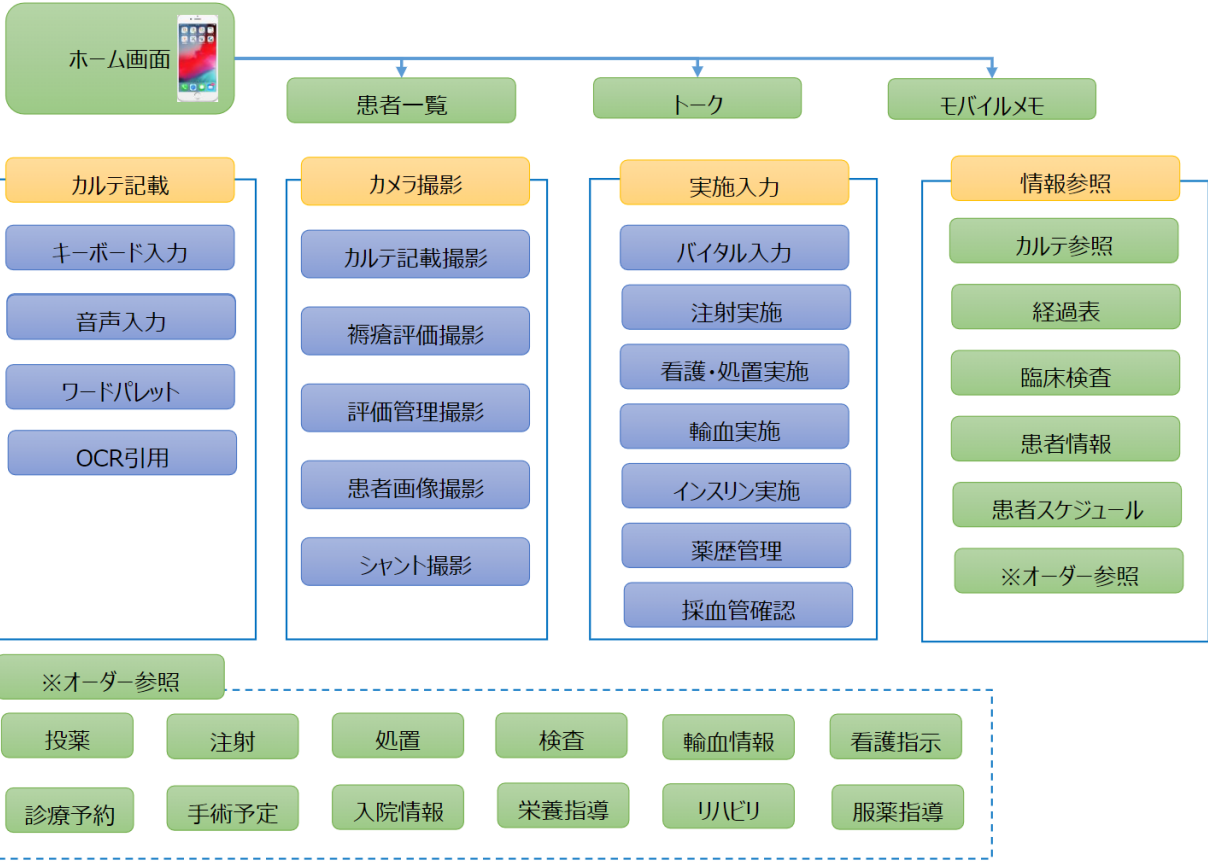 ホーム画面
患者一覧
トーク
モバイルメモ
カルテ記載
キーボード入力
音声入力
ワードパレット
OCR引用
カメラ撮影
カルテ記載撮影
褥瘡評価撮影
評価管理撮影
患者画像撮影
シャント撮影
実施入力
バイタル入力
注射実施
看護・処置実施
輸血実施
インスリン実施
薬歴管理
採血管確認
情報参照
カルテ参照
経過表
臨床検査
患者情報
患者スケジュール
※オーダー参照
※オーダー参照
投薬
注射
処置
検査
輸血情報
看護指示
診療予約
手術予定
入院情報
栄養指導
リハビリ
服薬指導